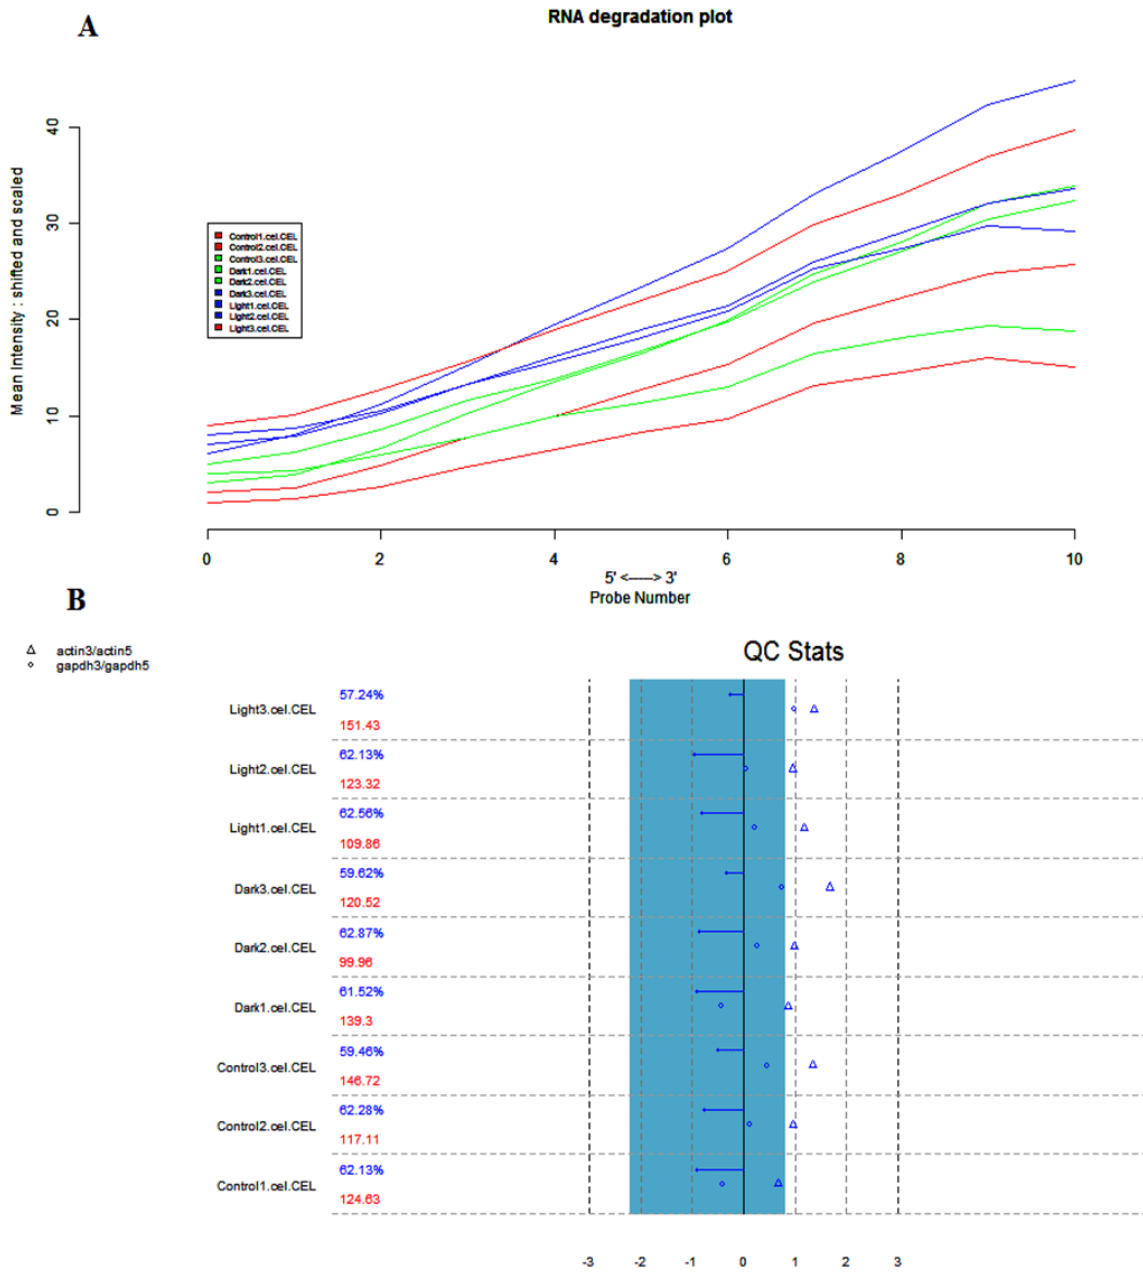 A
RNA degradation plot
Mean Intensity : shifted and scaled
40
30
20
10
0
Control1.cel.CEL
Control2.cel.CEL
Control3.cel.CEL
Dark1.cel.CEL
Dark2.cel.CEL
Dark3.cel.CEL
Light1.cel.CEL
Light2.cel.CEL
Light3.cel.CEL
0 2 4 6 8 10
5' <-----> 3'
Probe Number
B
actin3/actin5
gapdh3/gapdh5
QC Stats
Light3.cel.CEL
57.24%
151.43
Light2.cel.CEL
62.13%
123.32
Light1.cel.CEL
62.56%
109.86
Dark3.cel.CEL
59.62%
120.52
Dark2.cel.CEL
62.87%
99.96
Dark1.cel.CEL
61.52%
139.3
Control3.cel.CEL
59.46%
146.72
Control2.cel.CEL
62.28%
117.11
Control1.cel.CEL
62.13%
124.63
-3 -2 -1 0 1 2 3